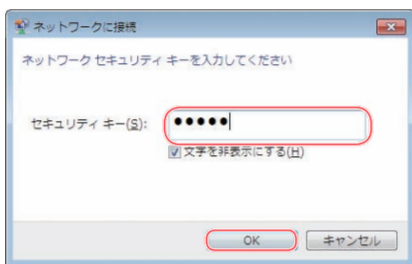 ネットワークに接続
ネットワーク セキュリティ キーを入力してください
セキュリティ キー(S): ●●●●●
文字を非表示にする(H)
OK キャンセル